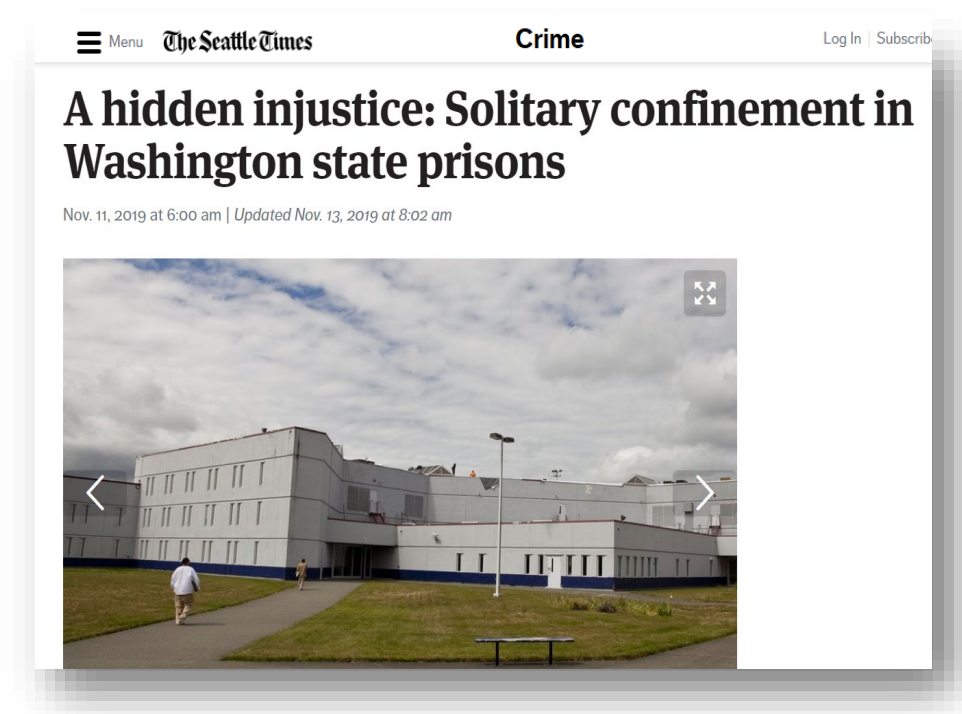 Menu The Seattle Times Crime Log In | Subscrib
A hidden injustice: Solitary confinement in
Washington state prisons
Nov. 11, 2019 at 6:00 am | Updated Nov. 13, 2019 at 8:02 am